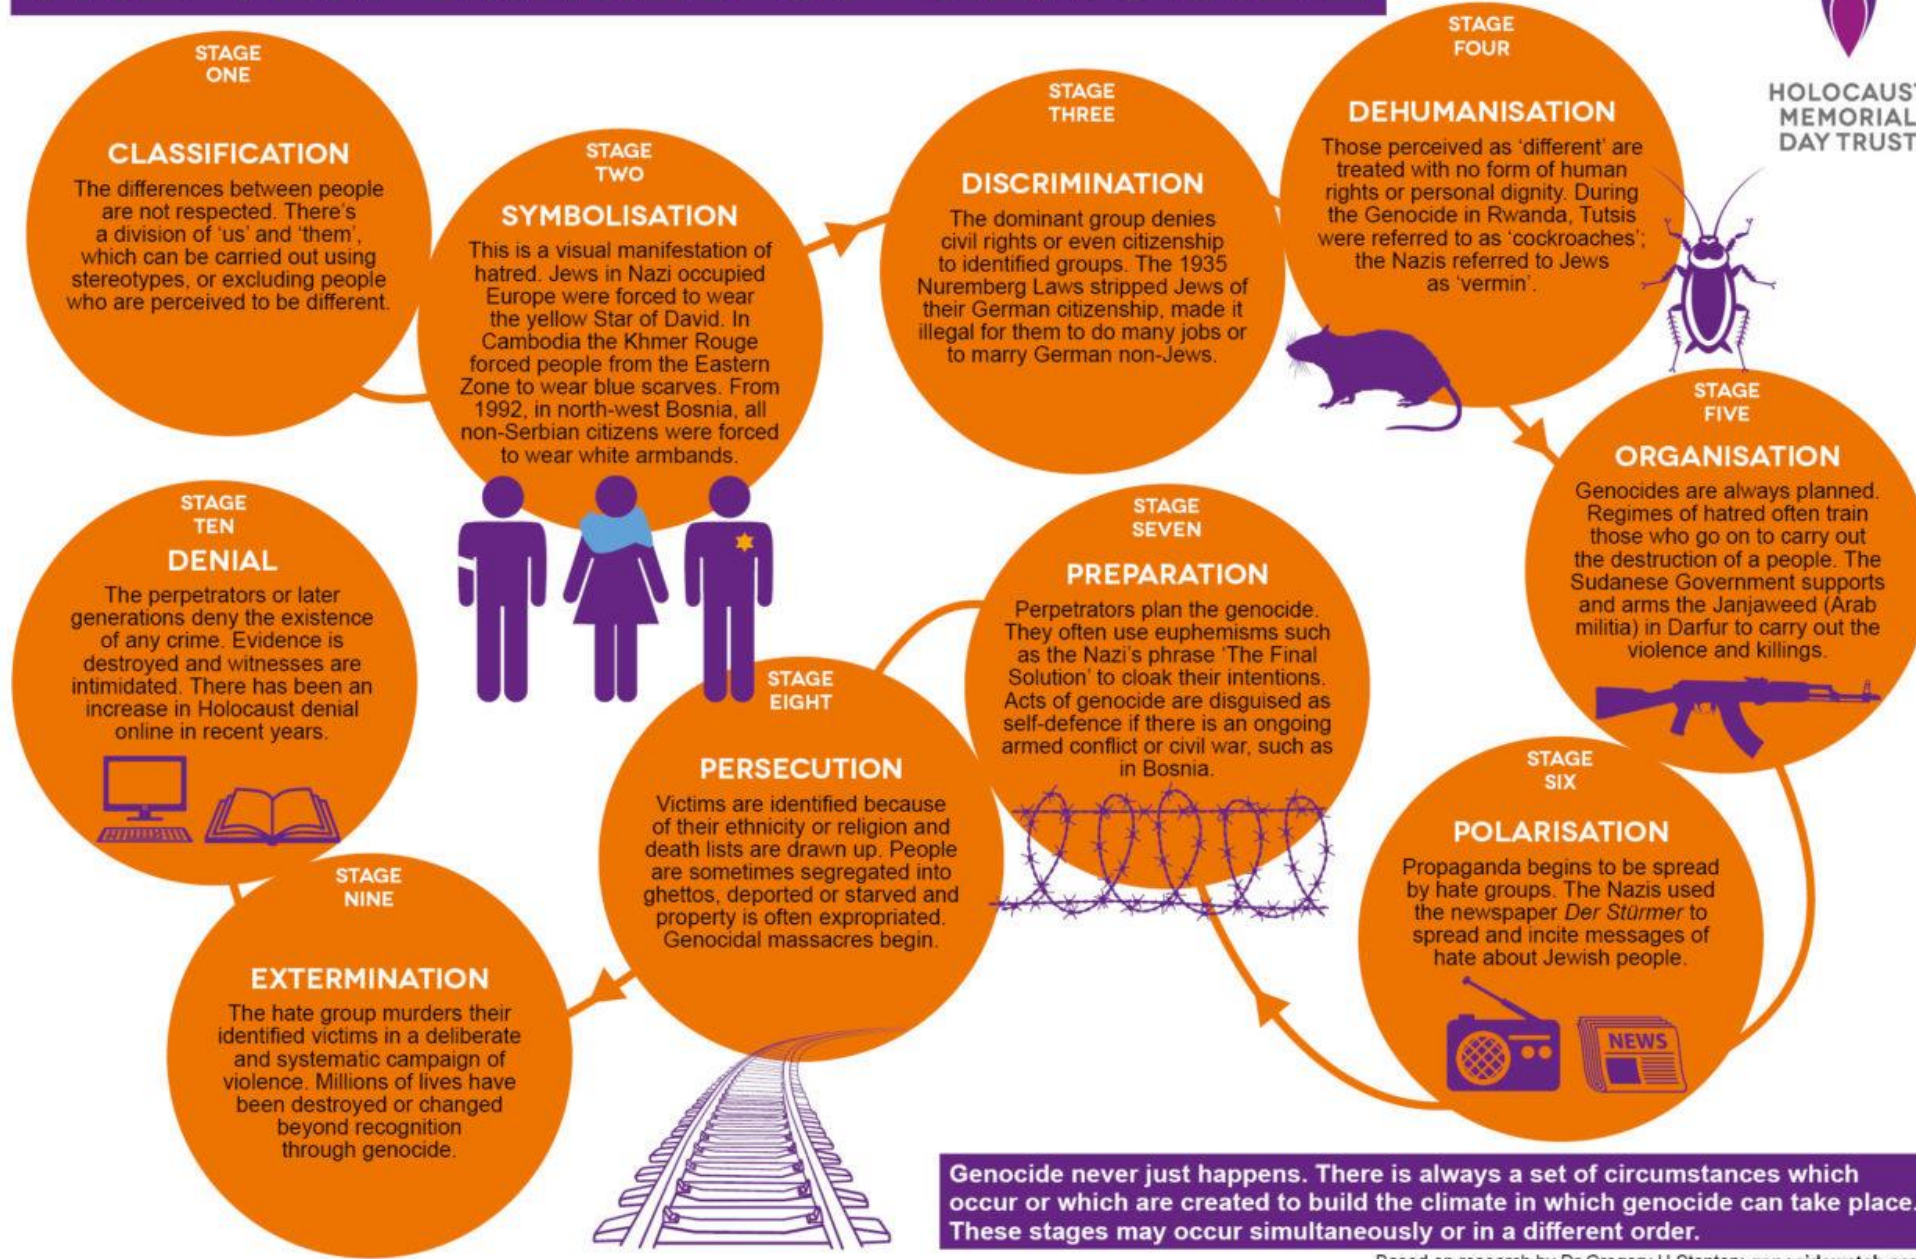 STAGE
ONE
CLASSIFICATION
The differences between people
are not respected. There's
a division of 'us' and 'them',
which can be carried out using
stereotypes, or excluding people
who are perceived to be different.
STAGE
TWO
SYMBOLISATION
This is a visual manifestation of
hatred. Jews in Nazi occupied
Europe were forced to wear
the yellow Star of David. In
Cambodia the Khmer Rouge
forced people from the Eastern
Zone to wear blue scarves. From
1992, in north-west Bosnia, all
non-Serbian citizens were forced
to wear white armbands.
STAGE
THREE
DISCRIMINATION
The dominant group denies
civil rights or even citizenship
to identified groups. The 1935
Nuremberg Laws stripped Jews of
their German citizenship, made it
illegal for them to do many jobs or
to marry German non-Jews.
STAGE
FOUR
DEHUMANISATION
Those perceived as 'different' are
treated with no form of human
rights or personal dignity. During
the Genocide in Rwanda, Tutsis
were referred to as 'cockroaches';
the Nazis referred to Jews
as 'vermin'.
HOLOCAUST
MEMORIAL
DAY TRUST
STAGE
FIVE
ORGANISATION
Genocides are always planned.
Regimes of hatred often train
those who go on to carry out
the destruction of a people. The
Sudanese Government supports
and arms the Janjaweed (Arab
militia) in Darfur to carry out the
violence and killings.
STAGE
SIX
POLARISATION
Propaganda begins to be spread
by hate groups. The Nazis used
the newspaper Der Stürmer to
spread and incite messages of
hate about Jewish people.
NEWS
STAGE
SEVEN
PREPARATION
Perpetrators plan the genocide.
They often use euphemisms such
as the Nazi's phrase 'The Final
Solution' to cloak their intentions.
Acts of genocide are disguised as
self-defence if there is an ongoing
armed conflict or civil war, such as
in Bosnia.
STAGE
EIGHT
PERSECUTION
Victims are identified because
of their ethnicity or religion and
death lists are drawn up. People
are sometimes segregated into
ghettos, deported or starved and
property is often expropriated.
Genocidal massacres begin.
STAGE
NINE
EXTERMINATION
The hate group murders their
identified victims in a deliberate
and systematic campaign of
violence. Millions of lives have
been destroyed or changed
beyond recognition
through genocide.
STAGE
TEN
DENIAL
The perpetrators or later
generations deny the existence
of any crime. Evidence is
destroyed and witnesses are
intimidated. There has been an
increase in Holocaust denial
online in recent years.
Genocide never just happens. There is always a set of circumstances which
occur or which are created to build the climate in which genocide can take place.
These stages may occur simultaneously or in a different order.